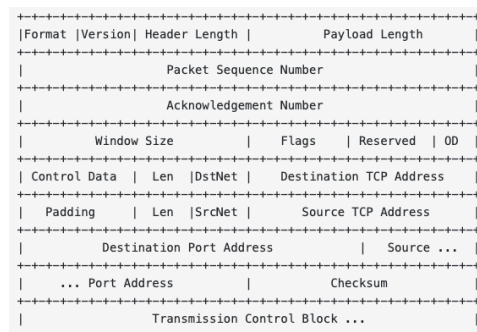 +-+-+-+-+-+-+-+-+-+-+-+-+-+-+-+-+-+-+-+-+-+-+-+-+-+-+-+-+-+-+-+-+
|Format |Version| Header Length | Payload Length |
+-+-+-+-+-+-+-+-+-+-+-+-+-+-+-+-+-+-+-+-+-+-+-+-+-+-+-+-+-+-+-+-+
| Packet Sequence Number |
+-+-+-+-+-+-+-+-+-+-+-+-+-+-+-+-+-+-+-+-+-+-+-+-+-+-+-+-+-+-+-+-+
| Acknowledgement Number |
+-+-+-+-+-+-+-+-+-+-+-+-+-+-+-+-+-+-+-+-+-+-+-+-+-+-+-+-+-+-+-+-+
| Window Size | Flags | Reserved | OD |
+-+-+-+-+-+-+-+-+-+-+-+-+-+-+-+-+-+-+-+-+-+-+-+-+-+-+-+-+-+-+-+-+
| Control Data | Len |DstNet | Destination TCP Address |
+-+-+-+-+-+-+-+-+-+-+-+-+-+-+-+-+-+-+-+-+-+-+-+-+-+-+-+-+-+-+-+-+
| Padding | Len |SrcNet | Source TCP Address |
+-+-+-+-+-+-+-+-+-+-+-+-+-+-+-+-+-+-+-+-+-+-+-+-+-+-+-+-+-+-+-+-+
| Destination Port Address | Source ... |
+-+-+-+-+-+-+-+-+-+-+-+-+-+-+-+-+-+-+-+-+-+-+-+-+-+-+-+-+-+-+-+-+
| ... Port Address | Checksum |
+-+-+-+-+-+-+-+-+-+-+-+-+-+-+-+-+-+-+-+-+-+-+-+-+-+-+-+-+-+-+-+-+
| Transmission Control Block ... |